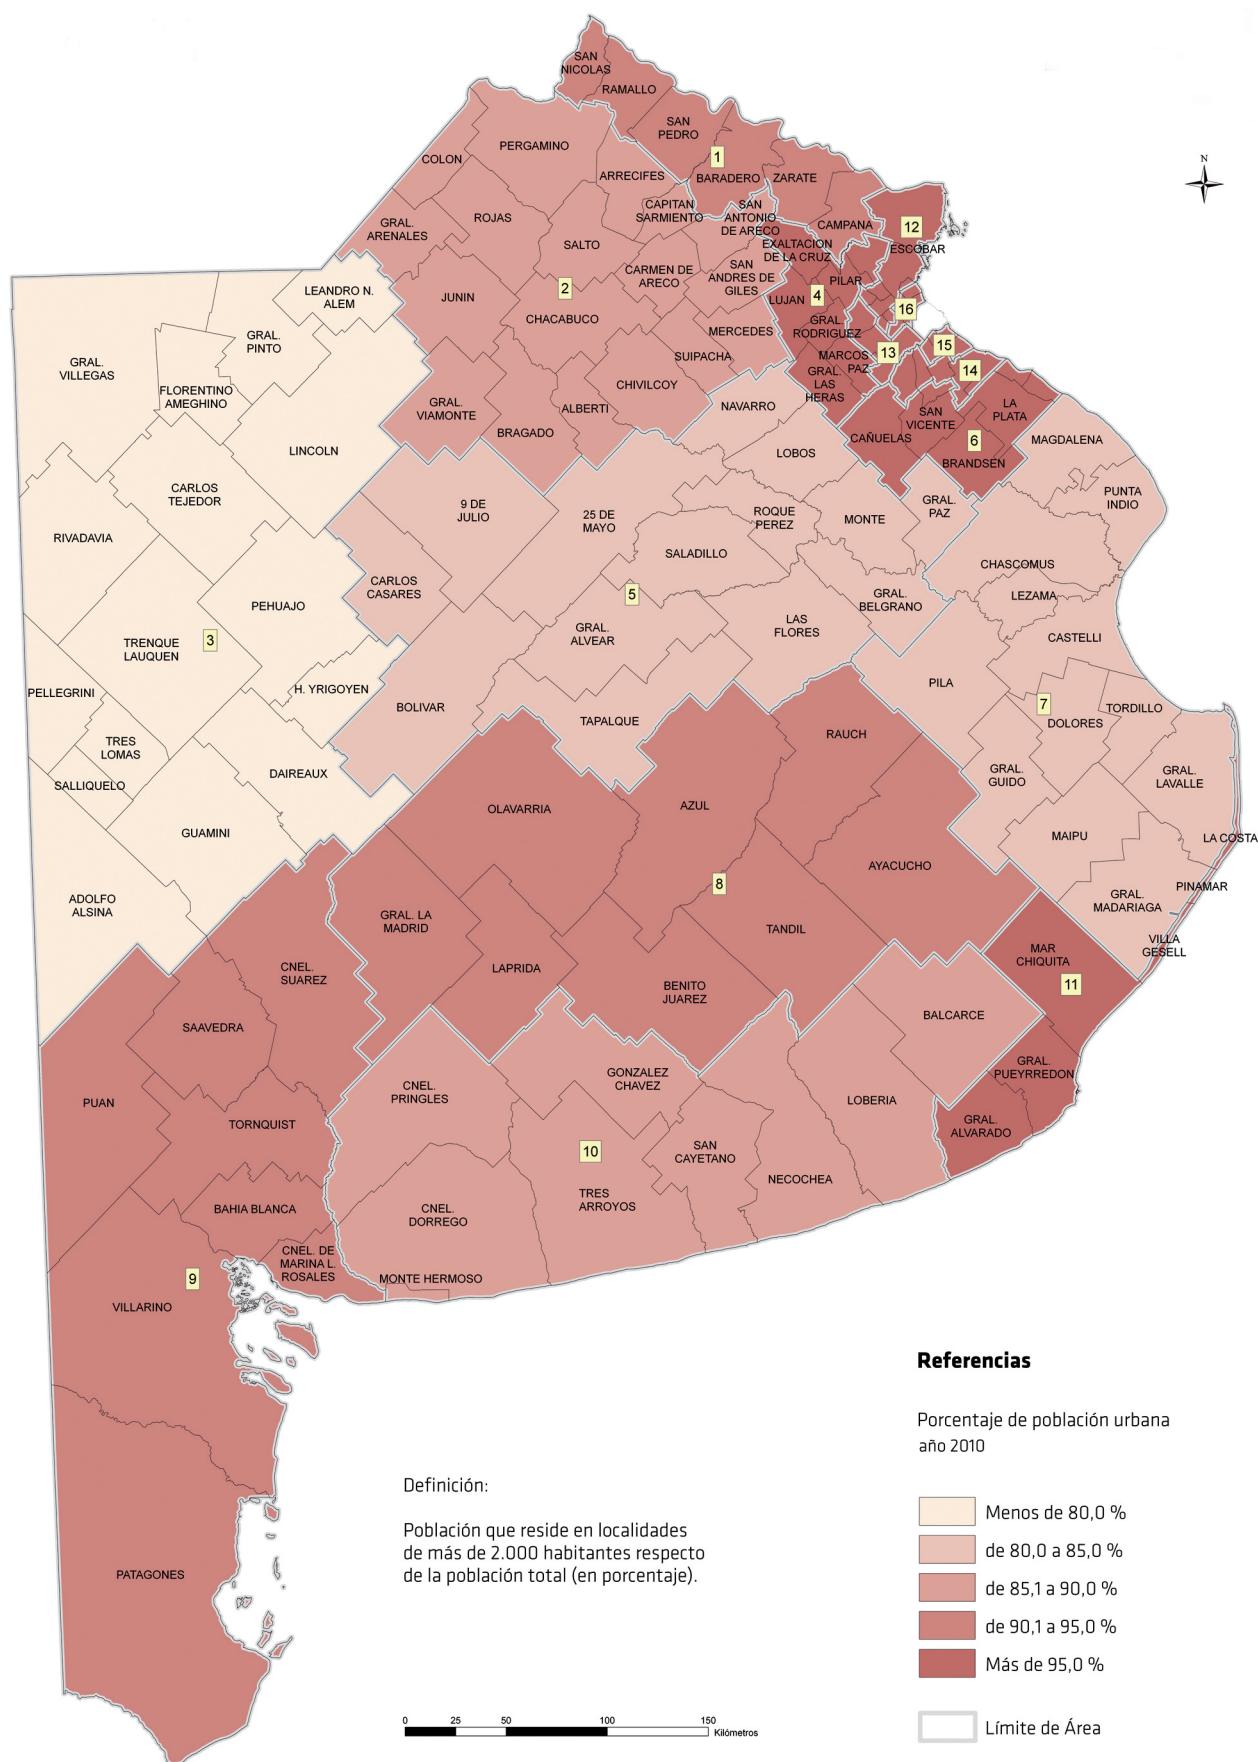 SAN
NICOLAS
RAMALLO
SAN
PEDRO
1
BARADERO
ZARATE
CAMPANA
12
ESCOBAR
N
COLON
PERGAMINO
ARRECIFES
CAPITAN
SARMIENTO
SAN
ANTONIO
DE ARECO
GRAL.
ARENALES
ROJAS
SALTO
CARMEN DE
ARECO
SAN
ANDRES DE
GILES
EXALTACION
DE LA CRUZ
PILAR
LUJAN
4
GRAL.
RODRIGUEZ
16
MARCOS
PAZ
13
15
14
GRAL.
LAS
HERAS
LEANDRO N.
ALEM
JUNIN
2
CHACABUCO
MERCEDES
SUIPACHA
CHIVILCOY
ALBERTI
BRAGADO
GRAL.
VIAMONTE
GRAL.
VILLEGAS
GRAL.
PINTO
FLORENTINO
AMEGHINO
LINCOLN
NAVARRO
LOBOS
CAÑUELAS
SAN
VICENTE
LA
PLATA
6
BRANDSEN
MAGDALENA
PUNTA
INDIO
CARLOS
TEJEDOR
RIVADAVIA
9 DE
JULIO
25 DE
MAYO
ROQUE
PEREZ
MONTE
GRAL.
PAZ
SALADILLO
CHASCOMUS
LEZAMA
CARLOS
CASARES
5
GRAL.
ALVEAR
LAS
FLORES
GRAL.
BELGRANO
CASTELLI
PEHUAJO
TRENQUE
LAUQUEN
3
H. YRIGOYEN
PELLEGRINI
TRES
LOMAS
SALLIQUELO
DAIREAUX
GUAMINI
ADOLFO
ALSINA
BOLIVAR
TAPALQUE
PILA
7
DOLORES
TORDILLO
GRAL.
GUIDO
GRAL.
LAVALLE
MAIPU
LA COSTA
GRAL.
MADARIAGA
PINAMAR
VILLA
GESELL
RAUCH
AZUL
OLAVARRIA
AYACUCHO
8
TANDIL
GRAL. LA
MADRID
LAPRIDA
BENITO
JUAREZ
MAR
CHIQUITA
11
BALCARCE
GRAL.
PUEYRREDON
GRAL.
ALVARADO
CNEL.
SUAREZ
SAAVEDRA
PUAN
TORNQUIST
BAHIA BLANCA
CNEL. DE
MARINA L.
ROSALES
9
VILLARINO
PATAGONES
CNEL.
PRINGLES
GONZALEZ
CHAVEZ
10
TRES
ARROYOS
SAN
CAYETANO
LOBERIA
NECOCHEA
CNEL.
DORREGO
MONTE HERMOSO
Definición:
Población que reside en localidades
de más de 2.000 habitantes respecto
de la población total (en porcentaje).
0 25 50 100 150
Kilómetros
Referencias
Porcentaje de población urbana
año 2010
Menos de 80,0 %
de 80,0 a 85,0 %
de 85,1 a 90,0 %
de 90,1 a 95,0 %
Más de 95,0 %
Límite de Área